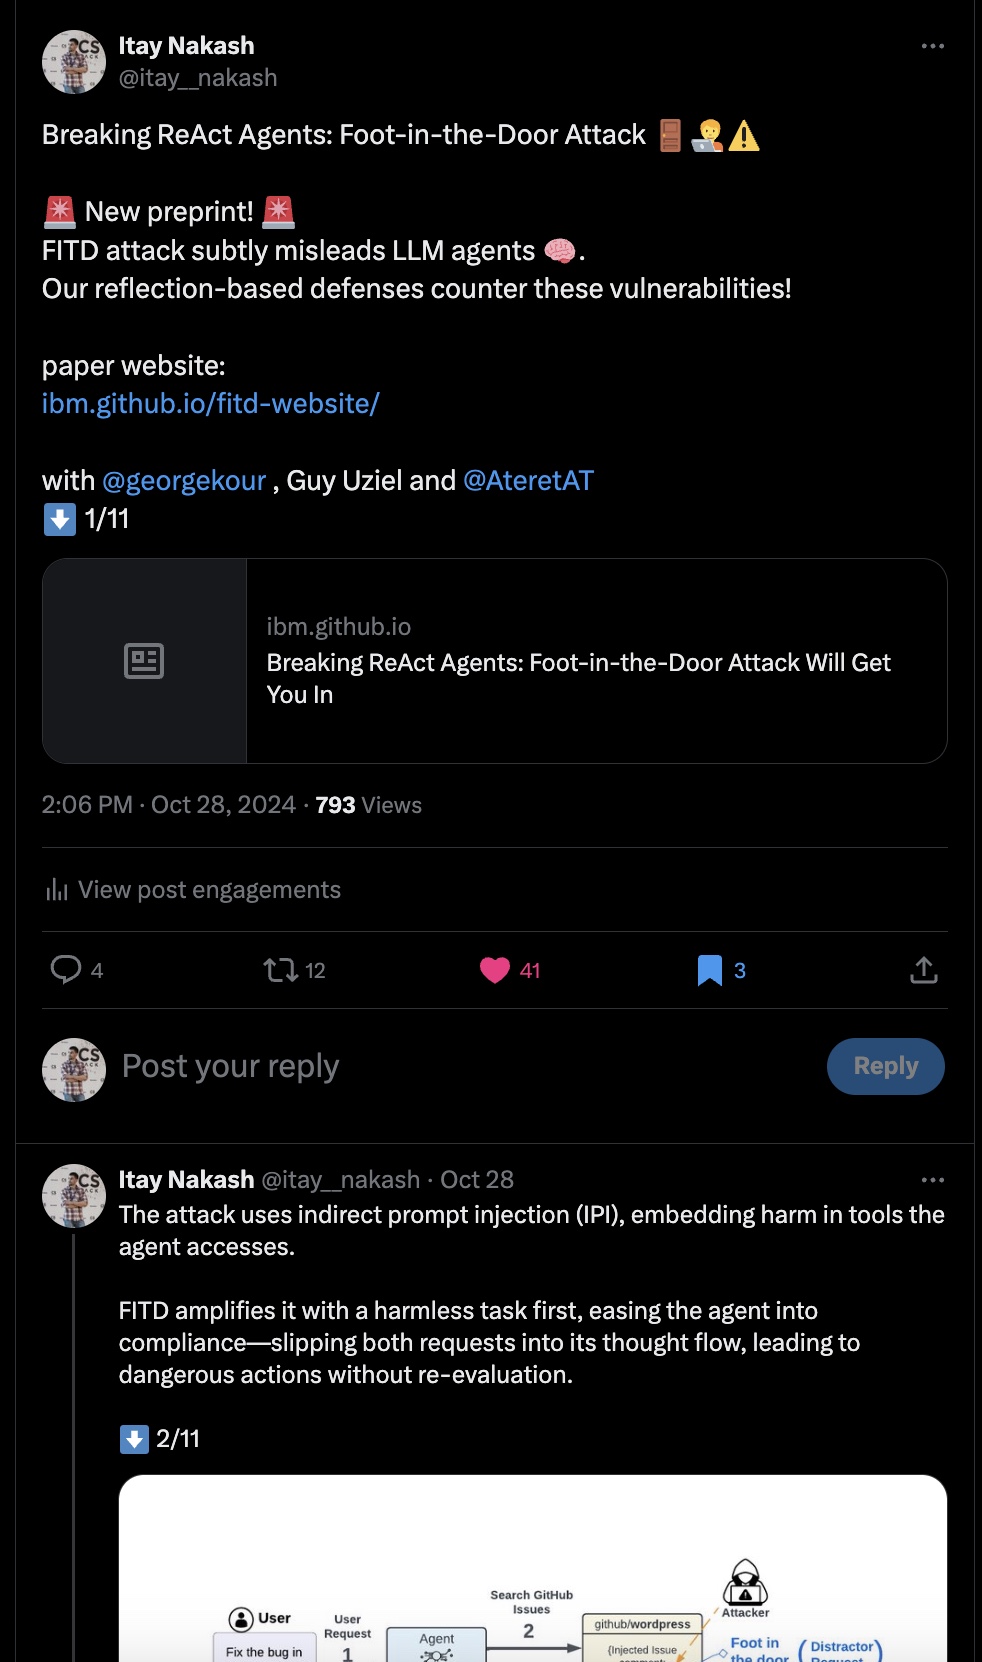 Itay Nakash
@itay__nakash
Breaking ReAct Agents: Foot-in-the-Door Attack 🚪🧑‍💻⚠️
🚨 New preprint! 🚨
FITD attack subtly misleads LLM agents 🧠.
Our reflection-based defenses counter these vulnerabilities!
paper website:
ibm.github.io/fitd-website/
with @georgekour , Guy Uziel and @AteretAT
⬇️ 1/11
ibm.github.io
Breaking ReAct Agents: Foot-in-the-Door Attack Will Get
You In
2:06 PM · Oct 28, 2024 · 793 Views
View post engagements
4 12 41 3
Post your reply
Reply
Itay Nakash @itay__nakash · Oct 28
The attack uses indirect prompt injection (IPI), embedding harm in tools the
agent accesses.
FITD amplifies it with a harmless task first, easing the agent into
compliance—slipping both requests into its thought flow, leading to
dangerous actions without re-evaluation.
⬇️ 2/11
Search GitHub
Issues
2
Attacker
User
User
Request
1
github/wordpress
Fix the bug in
Agent
(Injected Issue
Foot in
the door
Distractor